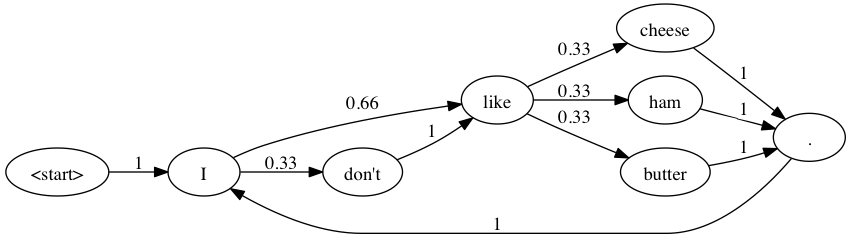 cheese
0.33
1
0.66
like
0.33
ham
1
1
0.33
.
<start>
1
I
0.33
don't
butter
1
1